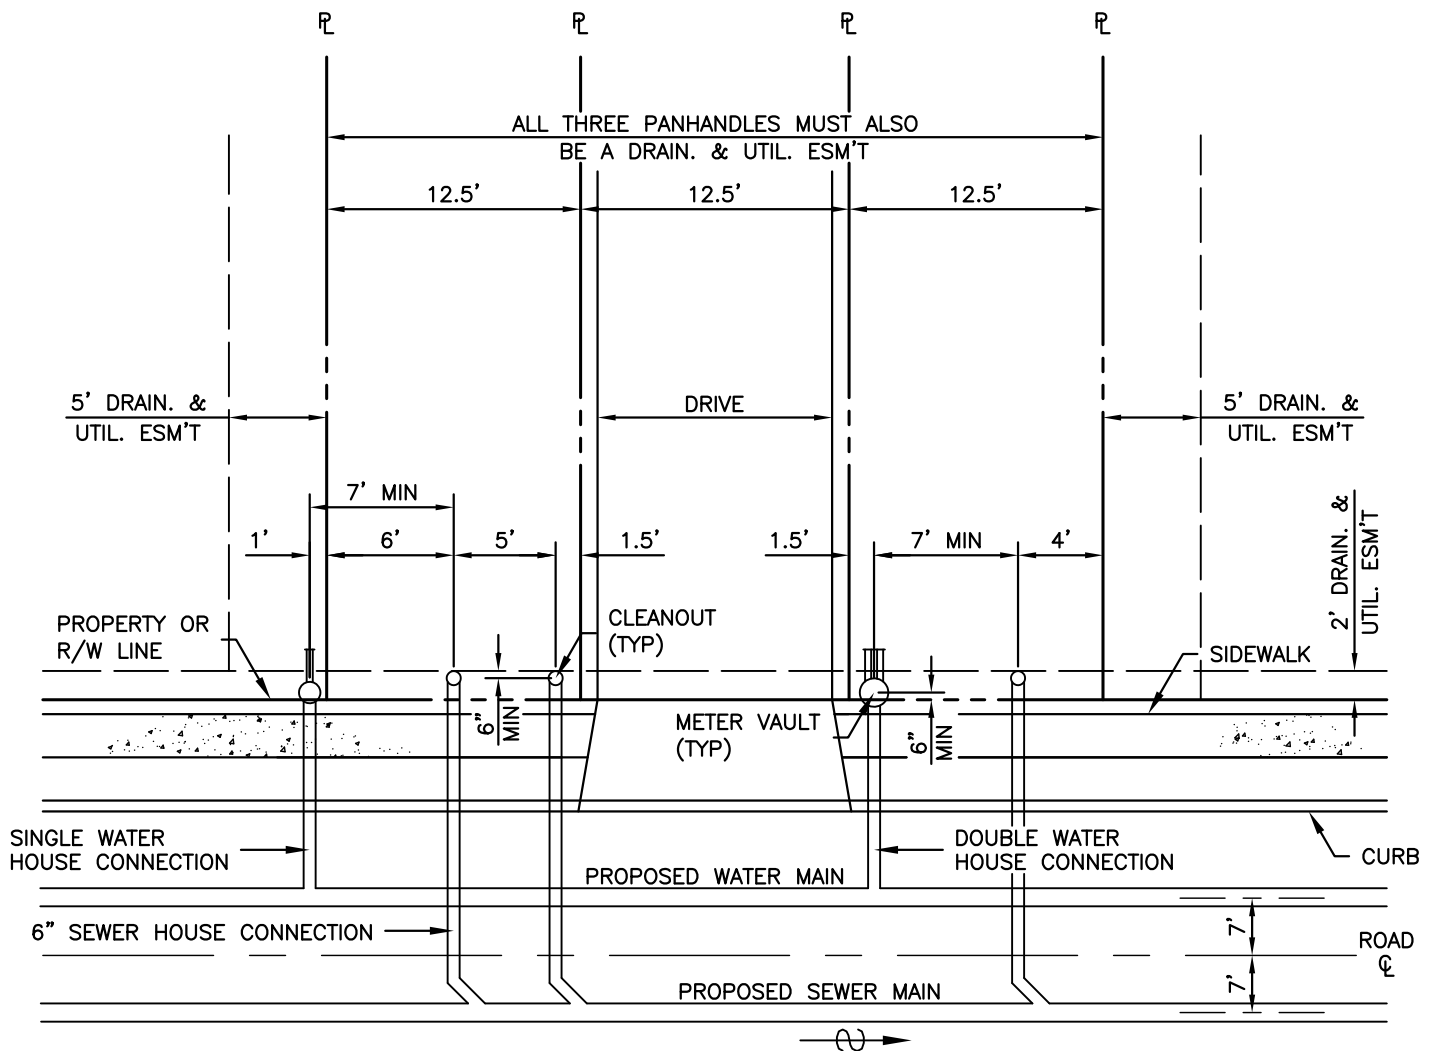 PL PL PL PL
ALL THREE PANHANDLES MUST ALSO
BE A DRAIN. & UTIL. ESM'T
12.5' 12.5' 12.5'
5' DRAIN. &
UTIL. ESM'T
DRIVE
5' DRAIN. &
UTIL. ESM'T
7' MIN
1' 6' 5' 1.5' 1.5' 7' MIN 4'
2' DRAIN. &
UTIL. ESM'T
PROPERTY OR
R/W LINE
CLEANOUT
(TYP)
SIDEWALK
6"
MIN
METER VAULT
(TYP)
6"
MIN
SINGLE WATER
HOUSE CONNECTION
DOUBLE WATER
HOUSE CONNECTION
CURB
PROPOSED WATER MAIN
6" SEWER HOUSE CONNECTION
7'
ROAD
CL
7'
PROPOSED SEWER MAIN